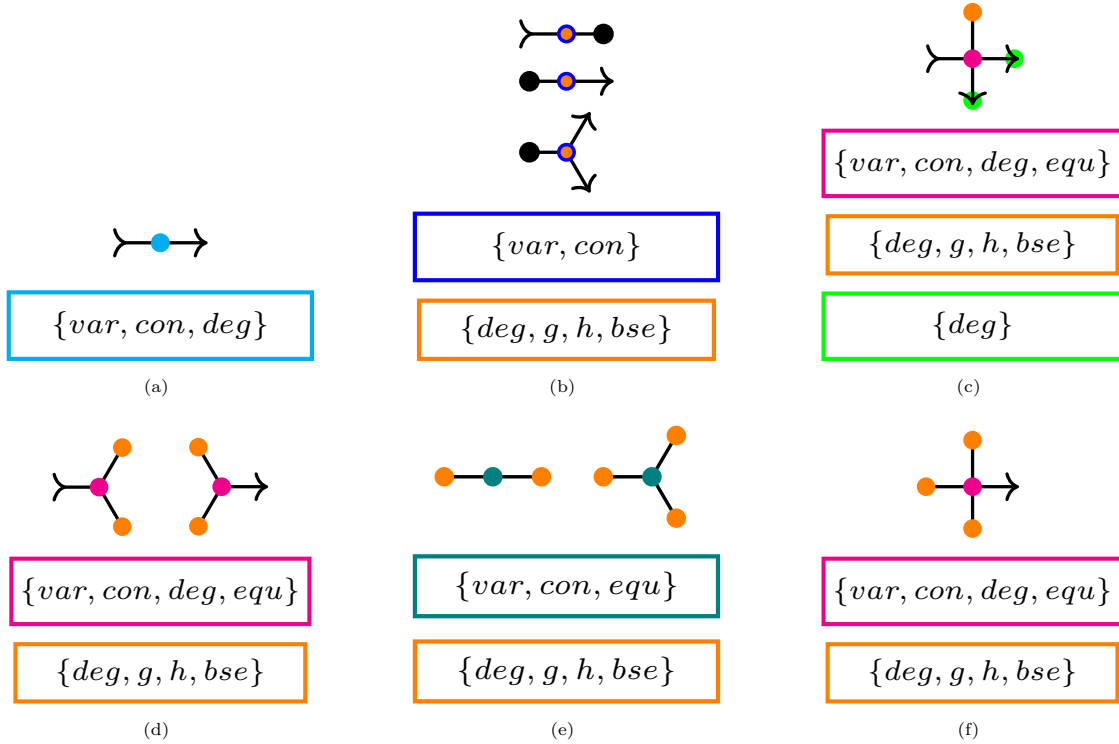 {var, con, deg}
(a)
{var, con}
{deg, g, h, bse}
(b)
{var, con, deg, equ}
{deg, g, h, bse}
{deg}
(c)
{var, con, deg, equ}
{deg, g, h, bse}
(d)
{var, con, equ}
{deg, g, h, bse}
(e)
{var, con, deg, equ}
{deg, g, h, bse}
(f)